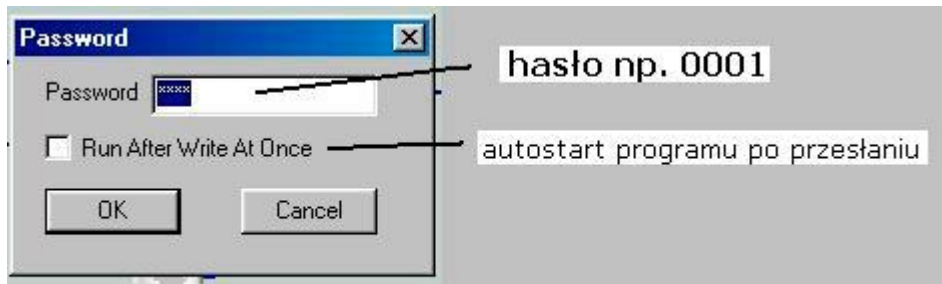 Password
Password ****
hasło np. 0001
Run After Write At Once
autostart programu po przesłaniu
OK Cancel